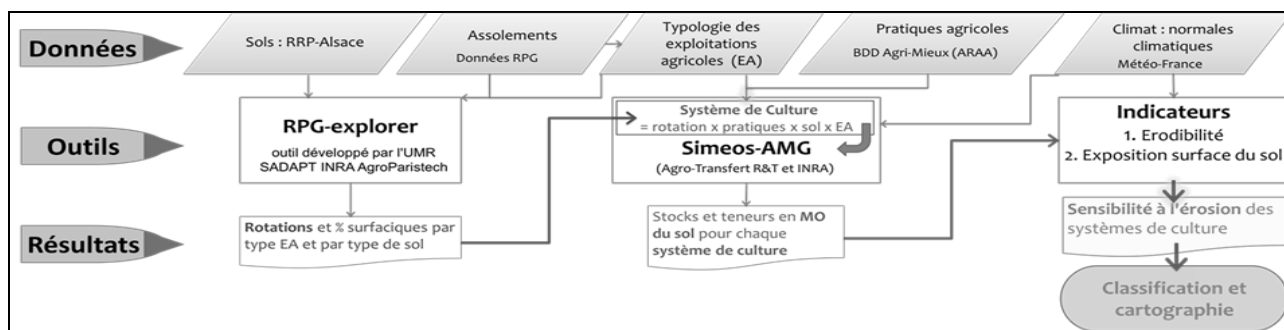 Données
Sols : RRP-Alsace
Assolements
Données RPG
Typologie des
exploitations
agricoles (EA)
Pratiques agricoles
BDD Agri-Mieux (ARAA)
Climat : normales
climatiques
Météo-France
Outils
RPG-explorer
outil développé par l'UMR
SADAPT INRA AgroParistech
Système de Culture
= rotation x pratiques x sol x EA
Simeos-AMG
(Agro-Transfert R&T et INRA)
Indicateurs
1. Erodibilité
2. Exposition surface du sol
Résultats
Rotations et % surfaciques par
type EA et par type de sol
Stocks et teneurs en MO
du sol pour chaque
système de culture
Sensibilité à l'érosion des
systèmes de culture
Classification et
cartographie